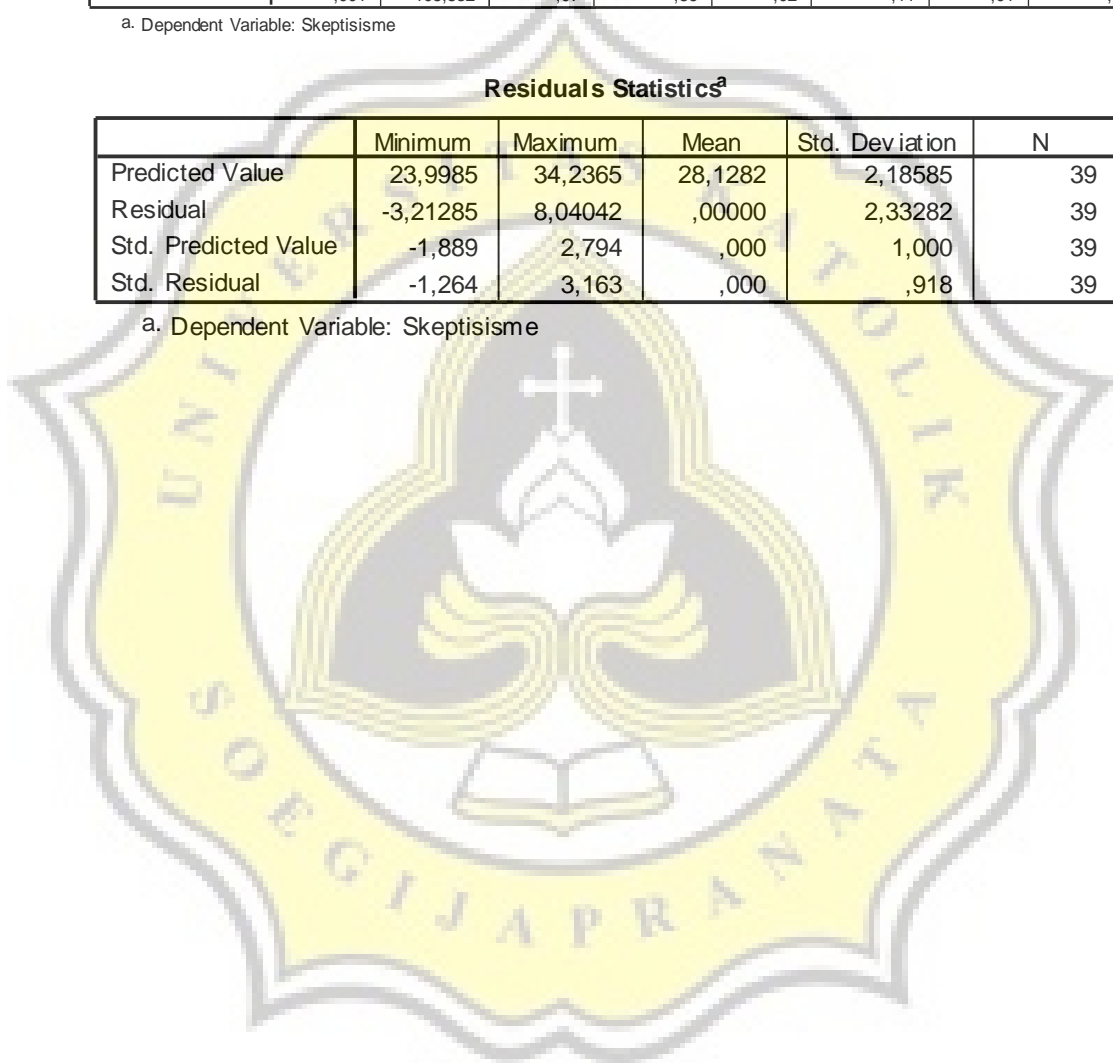 a. Dependent Variable: Skeptisisme
Residuals Statistics a
Minimum Maximum Mean Std. Deviation N
Predicted Value 23,9985 34,2365 28,1282 2,18585 39
Residual -3,21285 8,04042 ,00000 2,33282 39
Std. Predicted Value -1,889 2,794 ,000 1,000 39
Std. Residual -1,264 3,163 ,000 ,918 39
a. Dependent Variable: Skeptisisme
UNIVERSITAS KATOLIK
SOEGIJAPRANATA